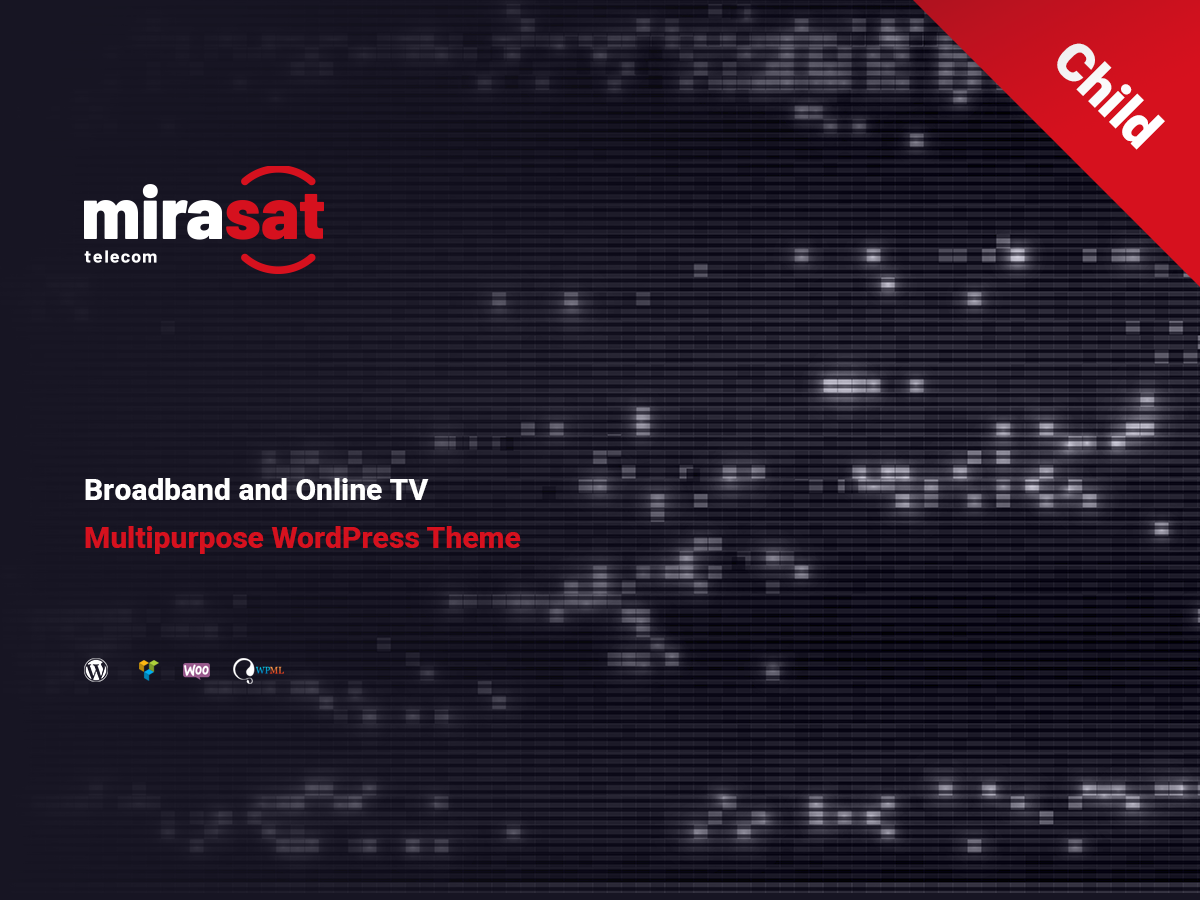 Child
mirasat
telecom
Broadband and Online TV
Multipurpose WordPress Theme
W
WOO
WPML